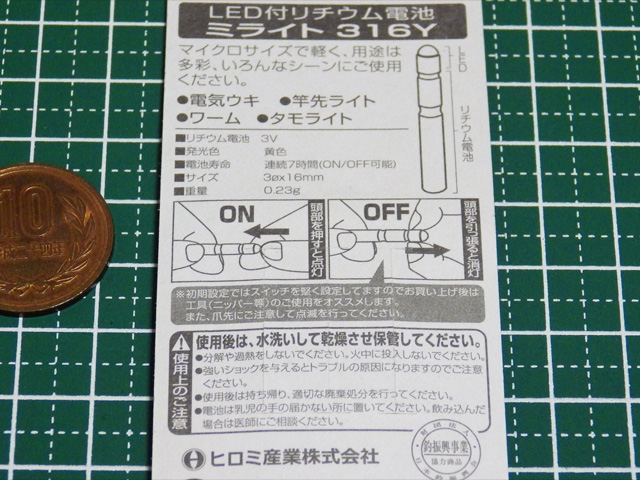 LED付リチウム電池
ミライト 316Y
マイクロサイズで軽く、用途は
多彩、いろんなシーンにご使用
ください。
●電気ウキ ●竿先ライト
●ワーム ●タモライト
■リチウム電池 3V
■発光色 黄色
■電池寿命 連続7時間(ON/OFF可能)
■サイズ 3ø×16mm
■重量 0.23g
LED
リチウム電池
ON
頭部を押すと点灯
OFF
頭部を引っ張ると消灯
※初期設定ではスイッチを堅く設定してますのでお買い上げ後は
工具(ニッパー等)のご使用をオススメします。
また、爪先にご注意して点滅を行ってください。
使用上のご注意
使用後は、水洗いして乾燥させ保管してください。
●分解や過熱をしないでください。火中に投入しないでください。
●強いショックを与えるとトラブルの原因になりますのでご注意
ください。
●使用後は持ち帰り、適切な廃棄処分を行ってください。
●電池は乳児の手の届かない所に置いてください。飲み込んだ
場合は医師にご相談ください。
ヒロミ産業株式会社
財団法人
釣振興事業
協力商品
日本釣振興会
10